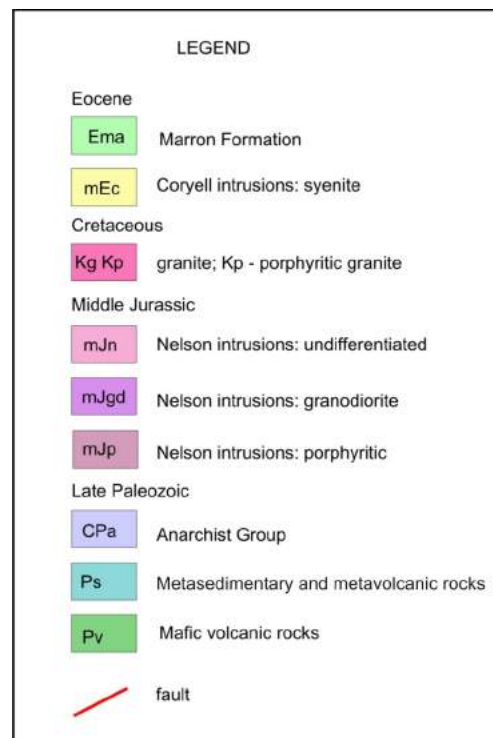 LEGEND
Eocene
Ema Marron Formation
mEc Coryell intrusions: syenite
Cretaceous
Kg Kp granite; Kp - porphyritic granite
Middle Jurassic
mJn Nelson intrusions: undifferentiated
mJgd Nelson intrusions: granodiorite
mJp Nelson intrusions: porphyritic
Late Paleozoic
CPa Anarchist Group
Ps Metasedimentary and metavolcanic rocks
Pv Mafic volcanic rocks
fault